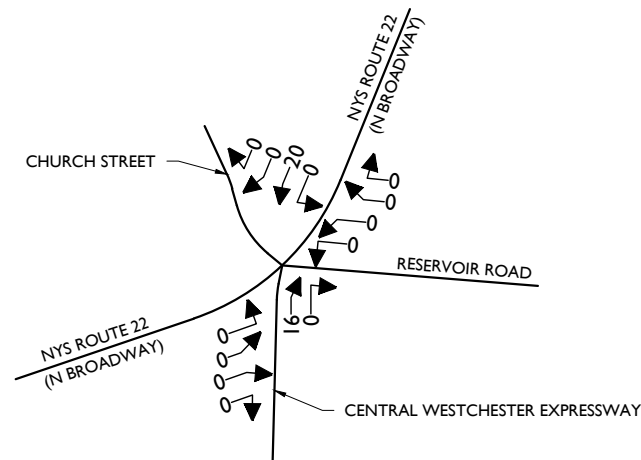 NYS ROUTE 22
(N BROADWAY)
CHURCH STREET
0
0
20
0
0
0
0
0
RESERVOIR ROAD
16
0
NYS ROUTE 22
(N BROADWAY)
0
0
0
0
CENTRAL WESTCHESTER EXPRESSWAY